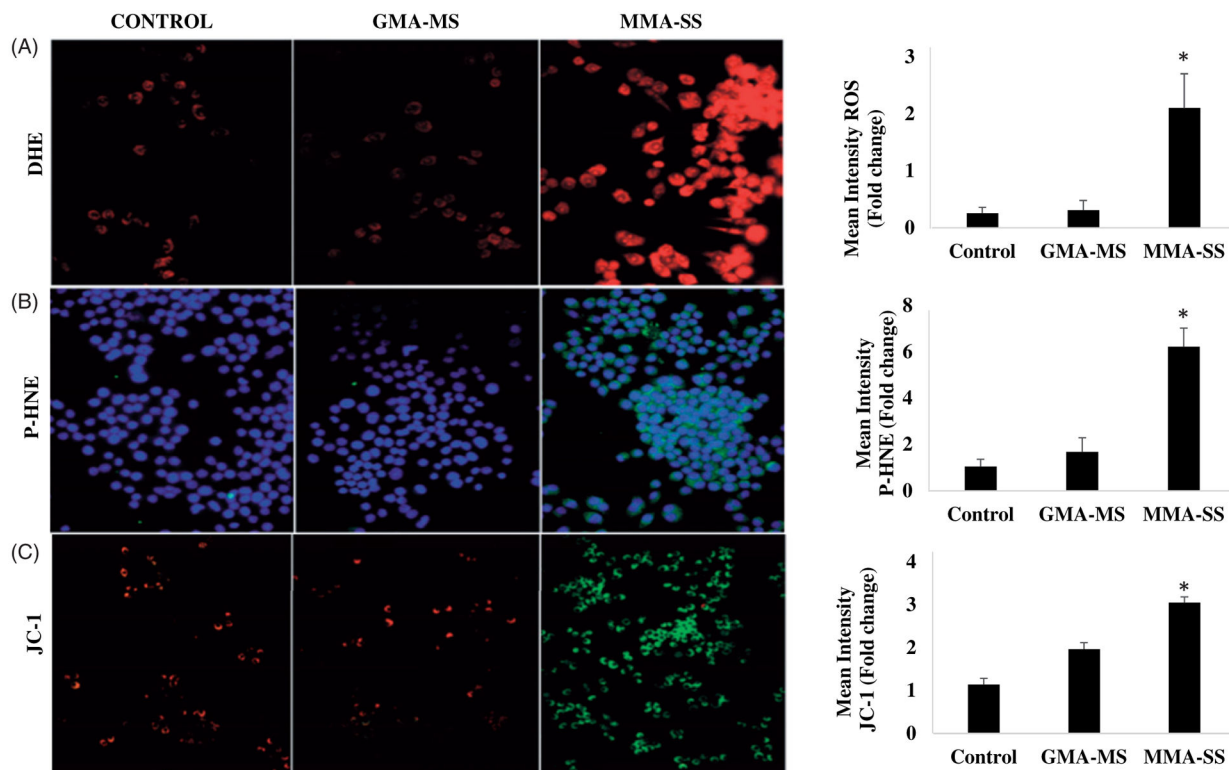 CONTROL
GMA-MS
MMA-SS
(A)
DHE
Mean Intensity ROS
(Fold change)
3
2
1
0
*
Control
GMA-MS
MMA-SS
(B)
P-HNE
Mean Intensity
P-HNE (Fold change)
8
6
4
2
0
*
Control
GMA-MS
MMA-SS
(C)
JC-1
Mean Intensity
JC-1 (Fold change)
4
3
2
1
0
*
Control
GMA-MS
MMA-SS